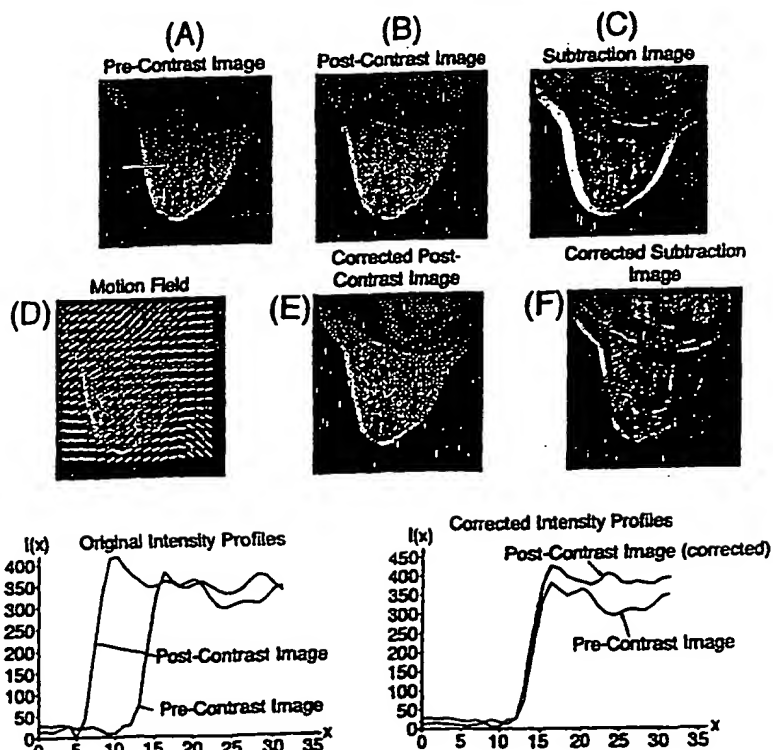 (A) (B) (C)
Pre-Contrast Image Post-Contrast Image Subtraction Image
(D) Motion Field
(E) Corrected Post-
Contrast Image
(F) Corrected Subtraction
Image
I(x) Original Intensity Profiles
400
350
300
250
200
150
100
50
0
Post-Contrast Image
Pre-Contrast Image
0 5 10 15 20 25 30 35 x
I(x) Corrected Intensity Profiles
450
400
350
300
250
200
150
100
50
0
Post-Contrast Image (corrected)
Pre-Contrast Image
0 5 10 15 20 25 30 35 x